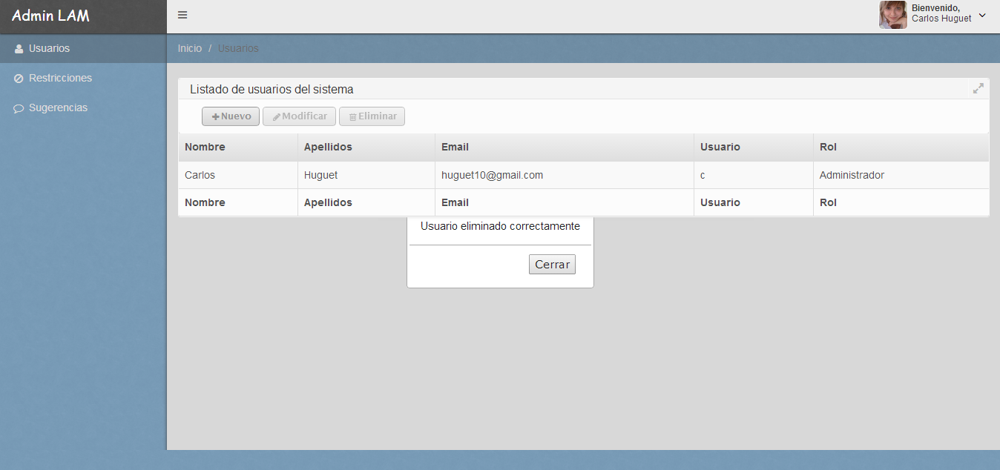 Admin LAM
Bienvenido,
Carlos Huguet
Usuarios
Inicio / Usuarios
Restricciones
Sugerencias
Listado de usuarios del sistema
Nuevo Modificar Eliminar
Nombre Apellidos Email Usuario Rol
Carlos Huguet huguet10@gmail.com c Administrador
Nombre Apellidos Email Usuario Rol
Usuario eliminado correctamente
Cerrar